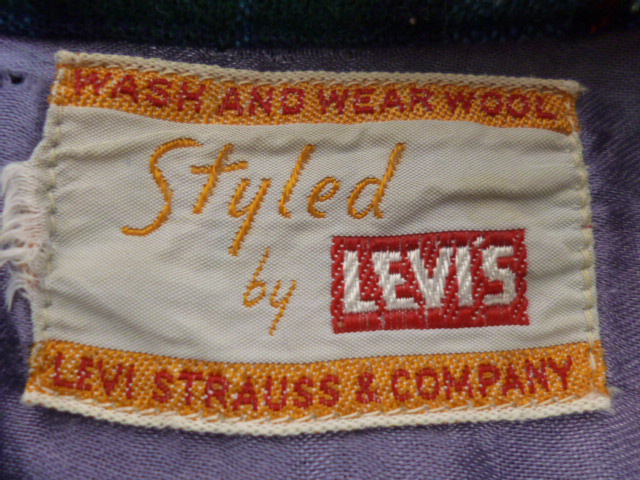 WASH AND WEAR WOOL
Styled
by LEVI'S
LEVI STRAUSS & COMPANY